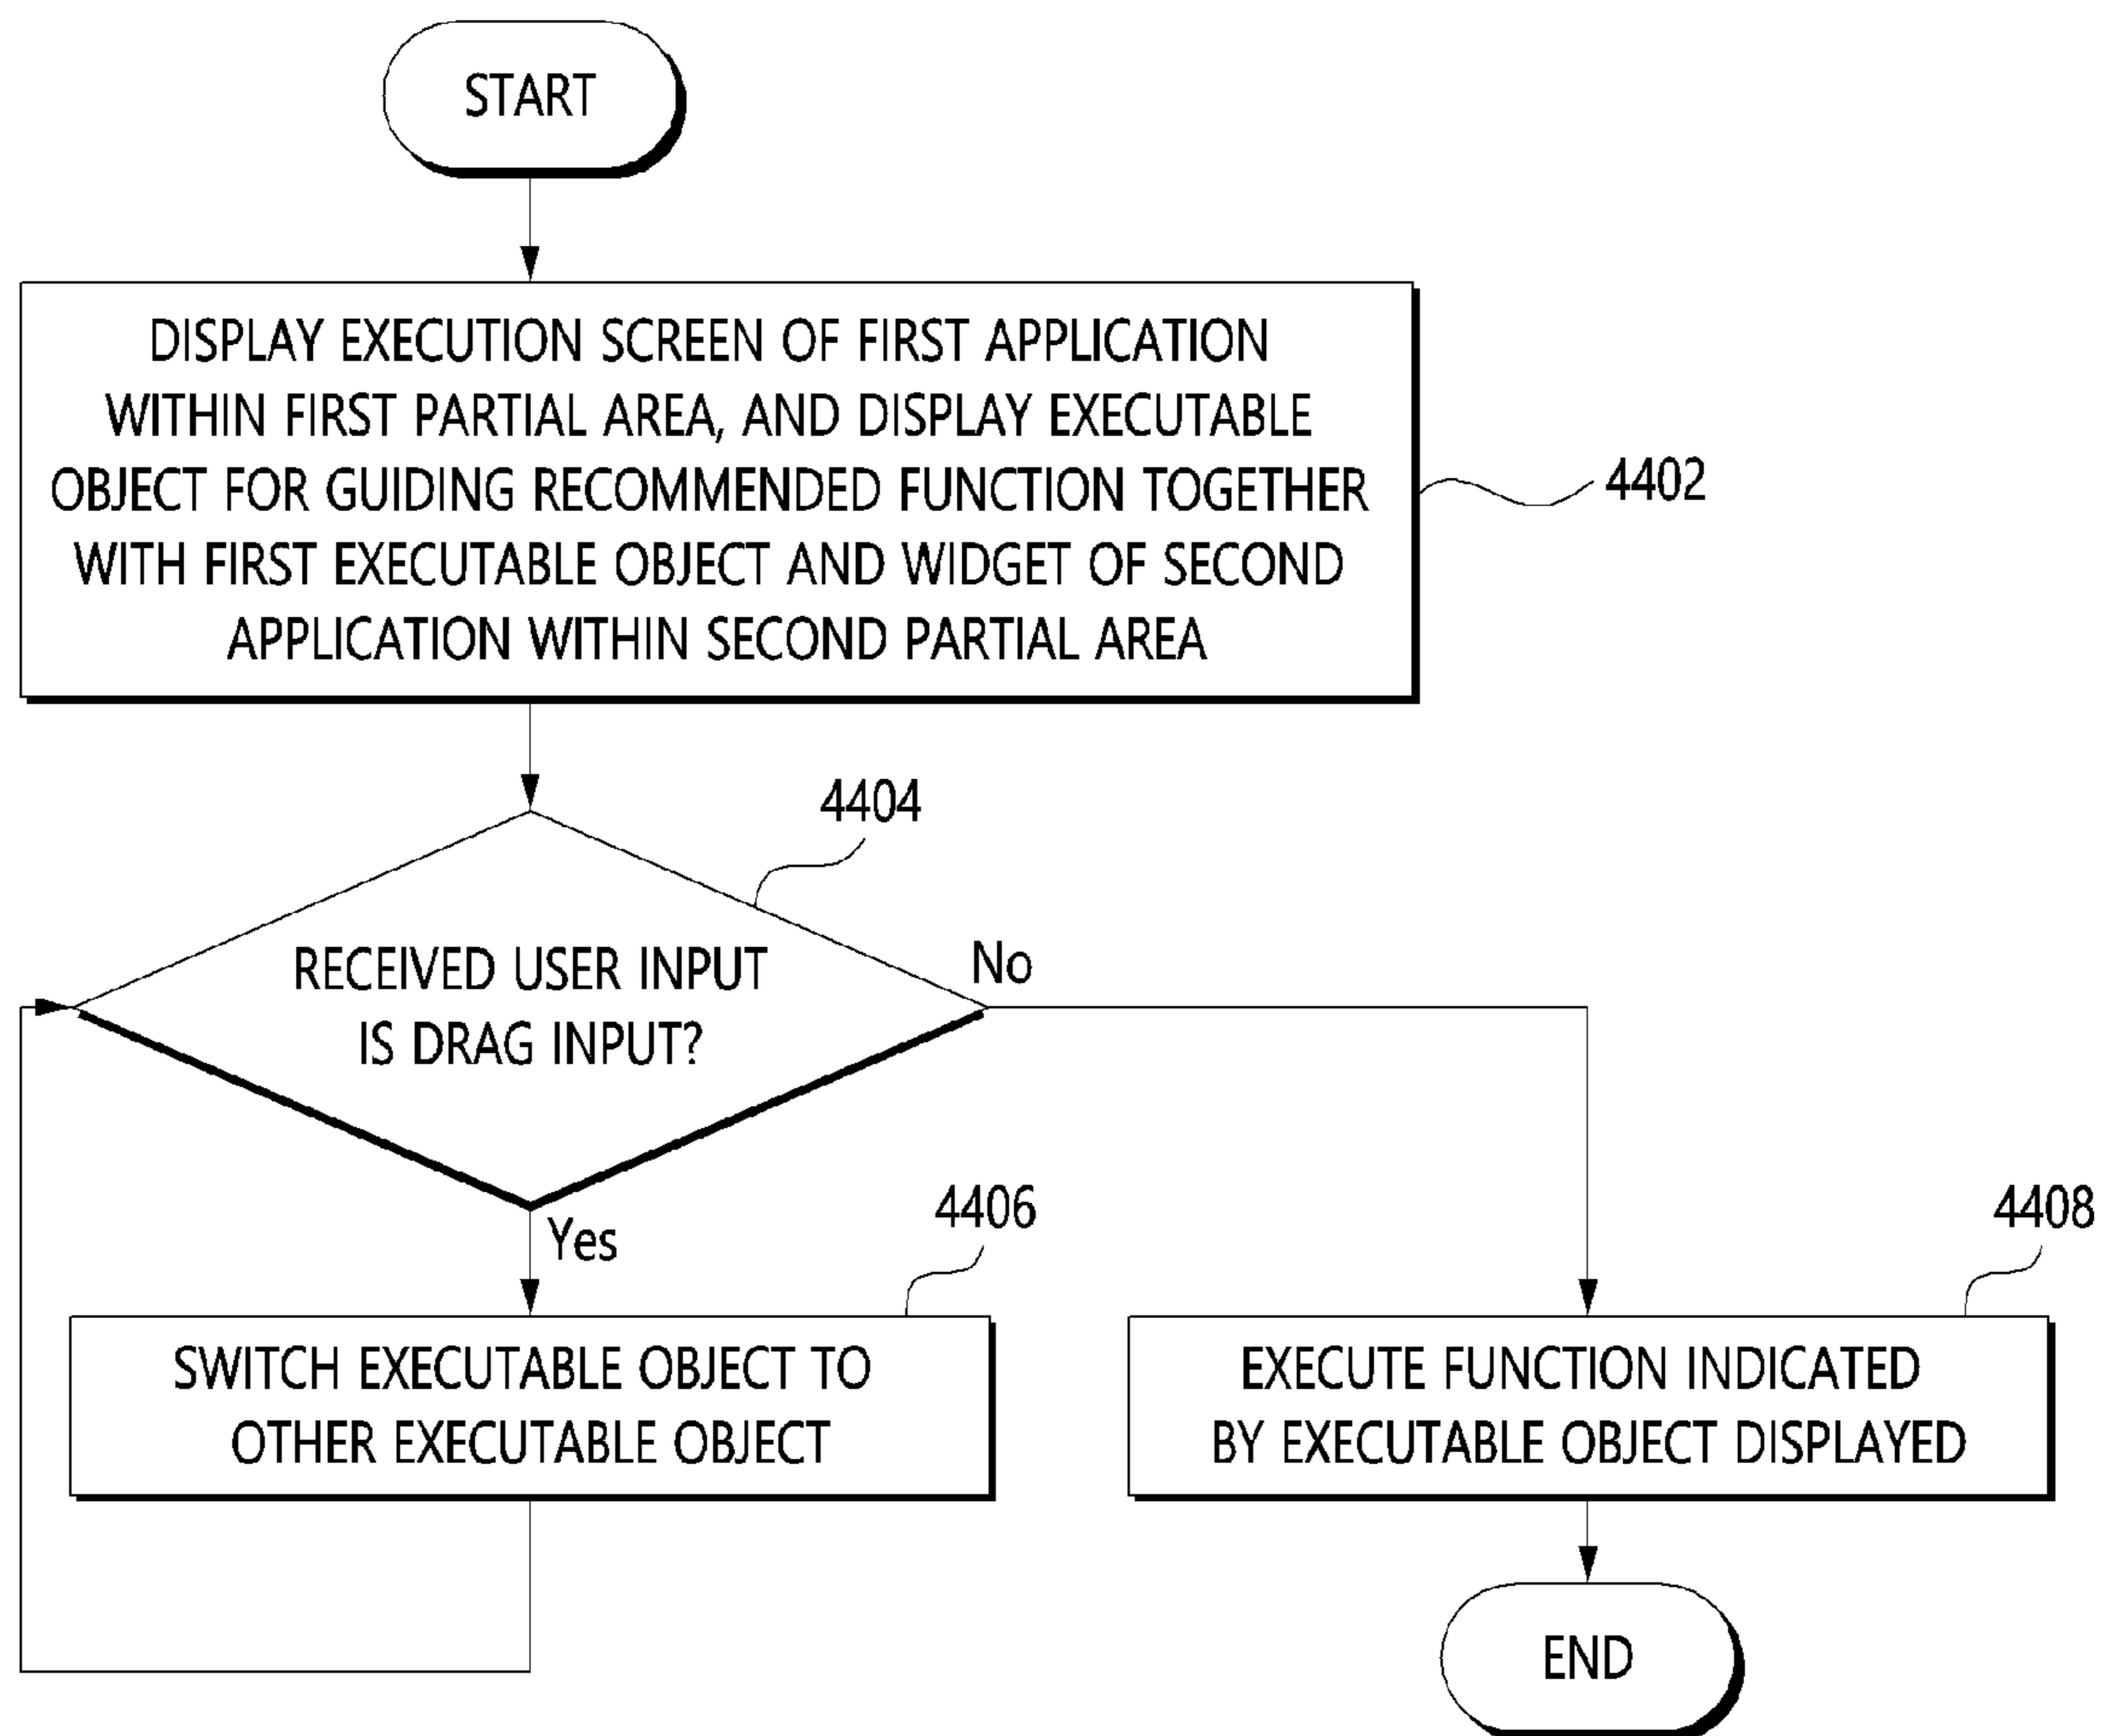 START
DISPLAY EXECUTION SCREEN OF FIRST APPLICATION
WITHIN FIRST PARTIAL AREA, AND DISPLAY EXECUTABLE
OBJECT FOR GUIDING RECOMMENDED FUNCTION TOGETHER
WITH FIRST EXECUTABLE OBJECT AND WIDGET OF SECOND
APPLICATION WITHIN SECOND PARTIAL AREA
4402
4404
RECEIVED USER INPUT
IS DRAG INPUT?
No
Yes
4406
SWITCH EXECUTABLE OBJECT TO
OTHER EXECUTABLE OBJECT
4408
EXECUTE FUNCTION INDICATED
BY EXECUTABLE OBJECT DISPLAYED
END